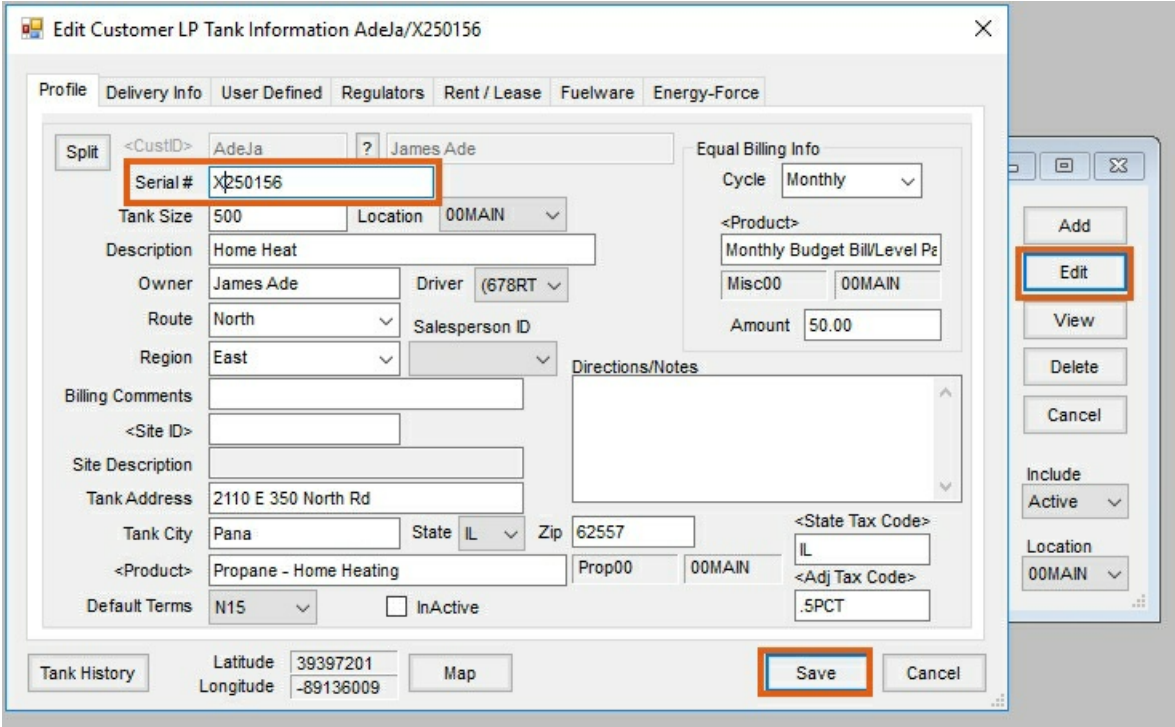 Edit Customer LP Tank Information AdeJa/X250156
Profile Delivery Info User Defined Regulators Rent / Lease Fuelware Energy-Force
Split <CustID> AdeJa ? James Ade
Serial # X250156
Tank Size 500 Location 00MAIN
Description Home Heat
Owner James Ade Driver (678RT
Route North Salesperson ID
Region East
Billing Comments
<Site ID>
Site Description
Tank Address 2110 E 350 North Rd
Tank City Pana State IL Zip 62557
<Product> Propane - Home Heating Prop00 00MAIN
Default Terms N15 InActive
Equal Billing Info
Cycle Monthly
<Product>
Monthly Budget Bill/Level Pa
Misc00 00MAIN
Amount 50.00
Directions/Notes
<State Tax Code>
IL
<Adj Tax Code>
.5PCT
Tank History Latitude 39397201 Map Save Cancel
Longitude -89136009
Add
Edit
View
Delete
Cancel
Include
Active
Location
00MAIN